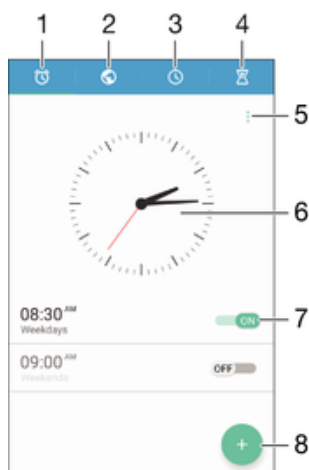 1 2 3 4
5
6
08:30 AM
Weekdays
ON
7
09:00 AM
Weekends
OFF
+
8